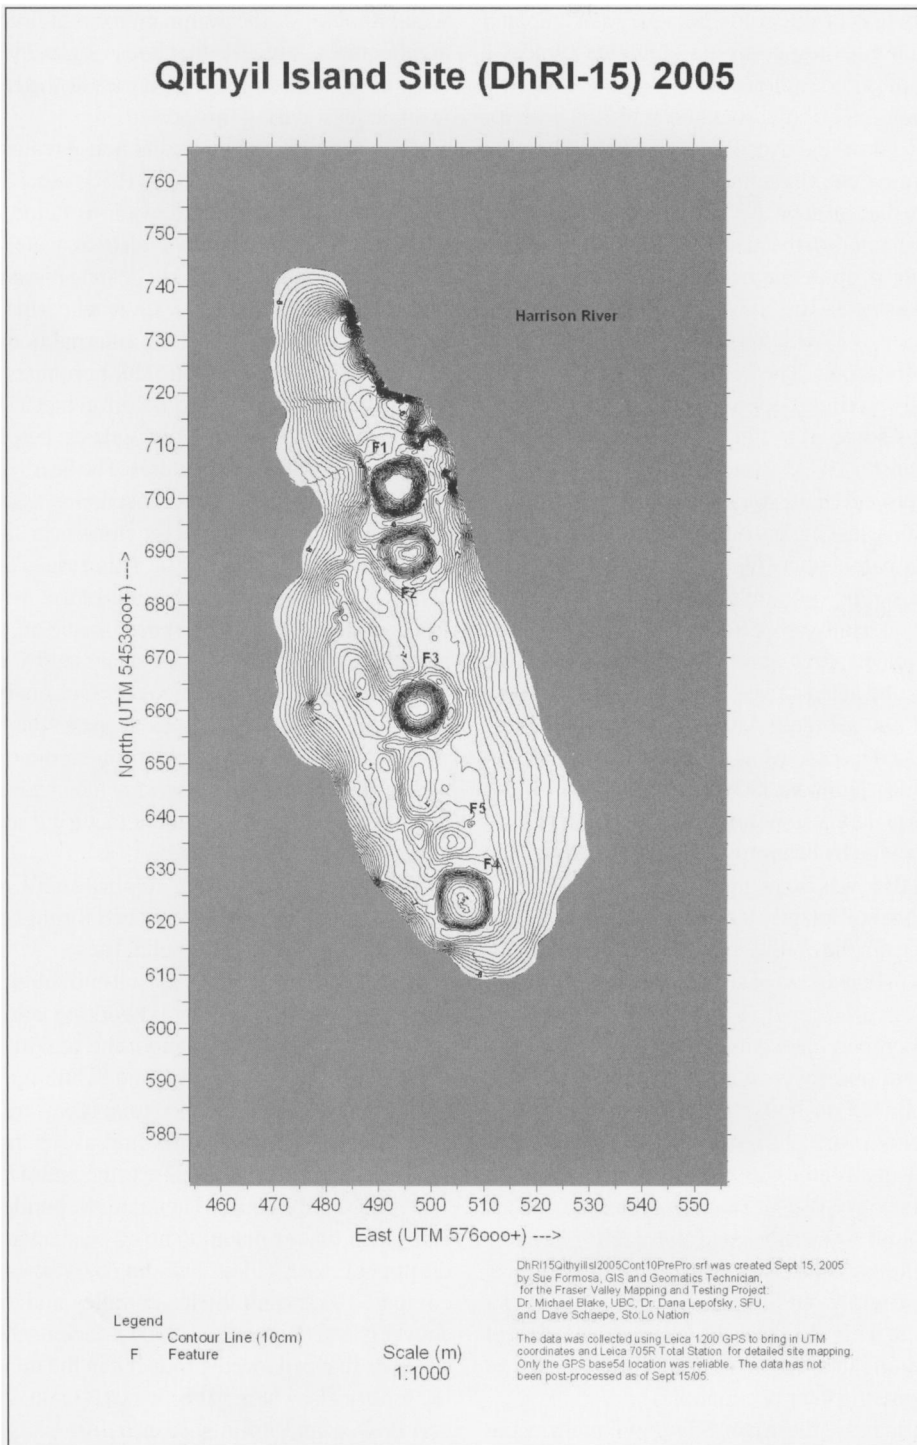 Qithyil Island Site (DhRI-15) 2005
760
750
740
730
720
710
700
690
680
670
660
650
640
630
620
610
600
590
580
North (UTM 5453ooo+) --->
Harrison River
F1
F2
F3
F5
F4
460 470 480 490 500 510 520 530 540 550
East (UTM 576ooo+) --->
DhRI15QithyilIsl2005Cont10PrePro.srf was created Sept 15, 2005
by Sue Formosa, GIS and Geomatics Technician,
for the Fraser Valley Mapping and Testing Project.
Dr. Michael Blake, UBC, Dr. Dana Lepofsky, SFU,
and Dave Schaepe, Sto:Lo Nation
The data was collected using Leica 1200 GPS to bring in UTM
coordinates and Leica 705R Total Station for detailed site mapping.
Only the GPS base54 location was reliable. The data has not
been post-processed as of Sept 15/05.
Legend
Contour Line (10cm)
F Feature
Scale (m)
1:1000